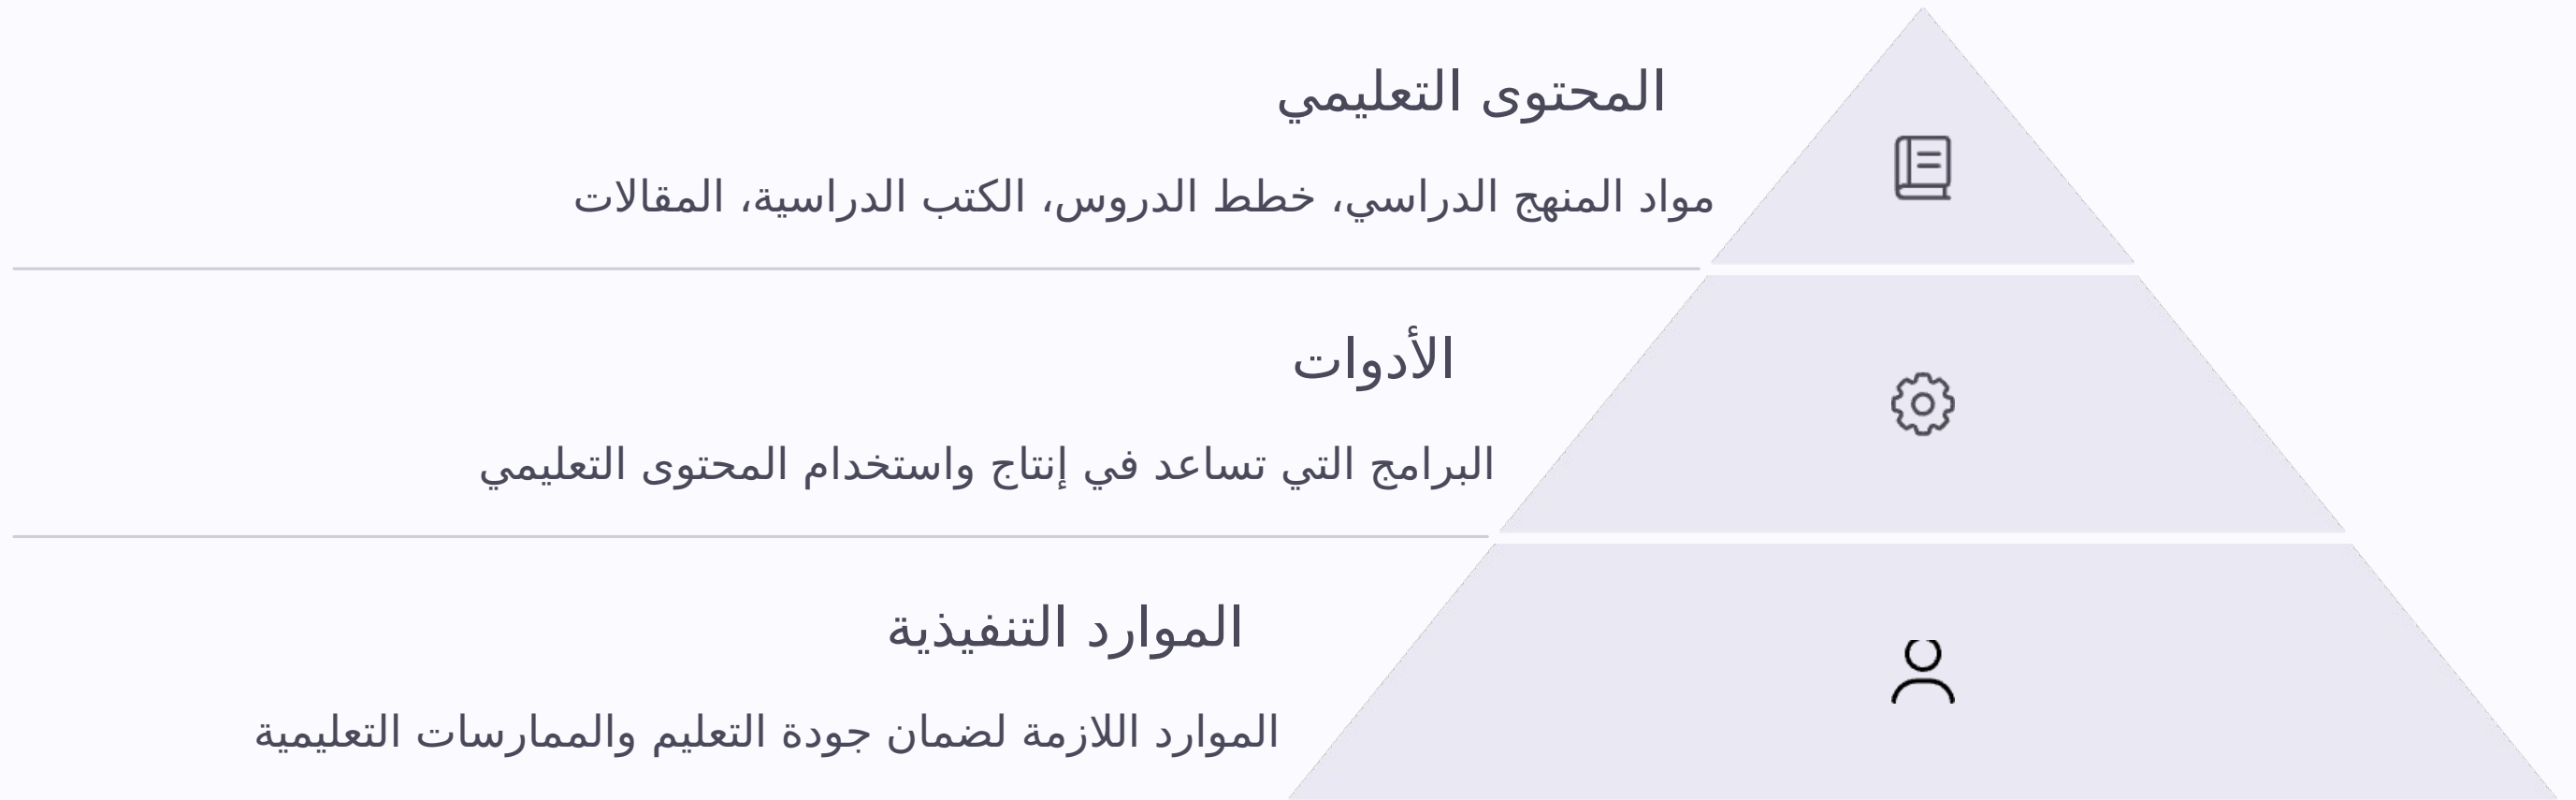 المحتوى التعليمي
مواد المنهج الدراسي، خطط الدروس، الكتب الدراسية، المقالات
الأدوات
البرامج التي تساعد في إنتاج واستخدام المحتوى التعليمي
الموارد التنفيذية
الموارد اللازمة لضمان جودة التعليم والممارسات التعليمية